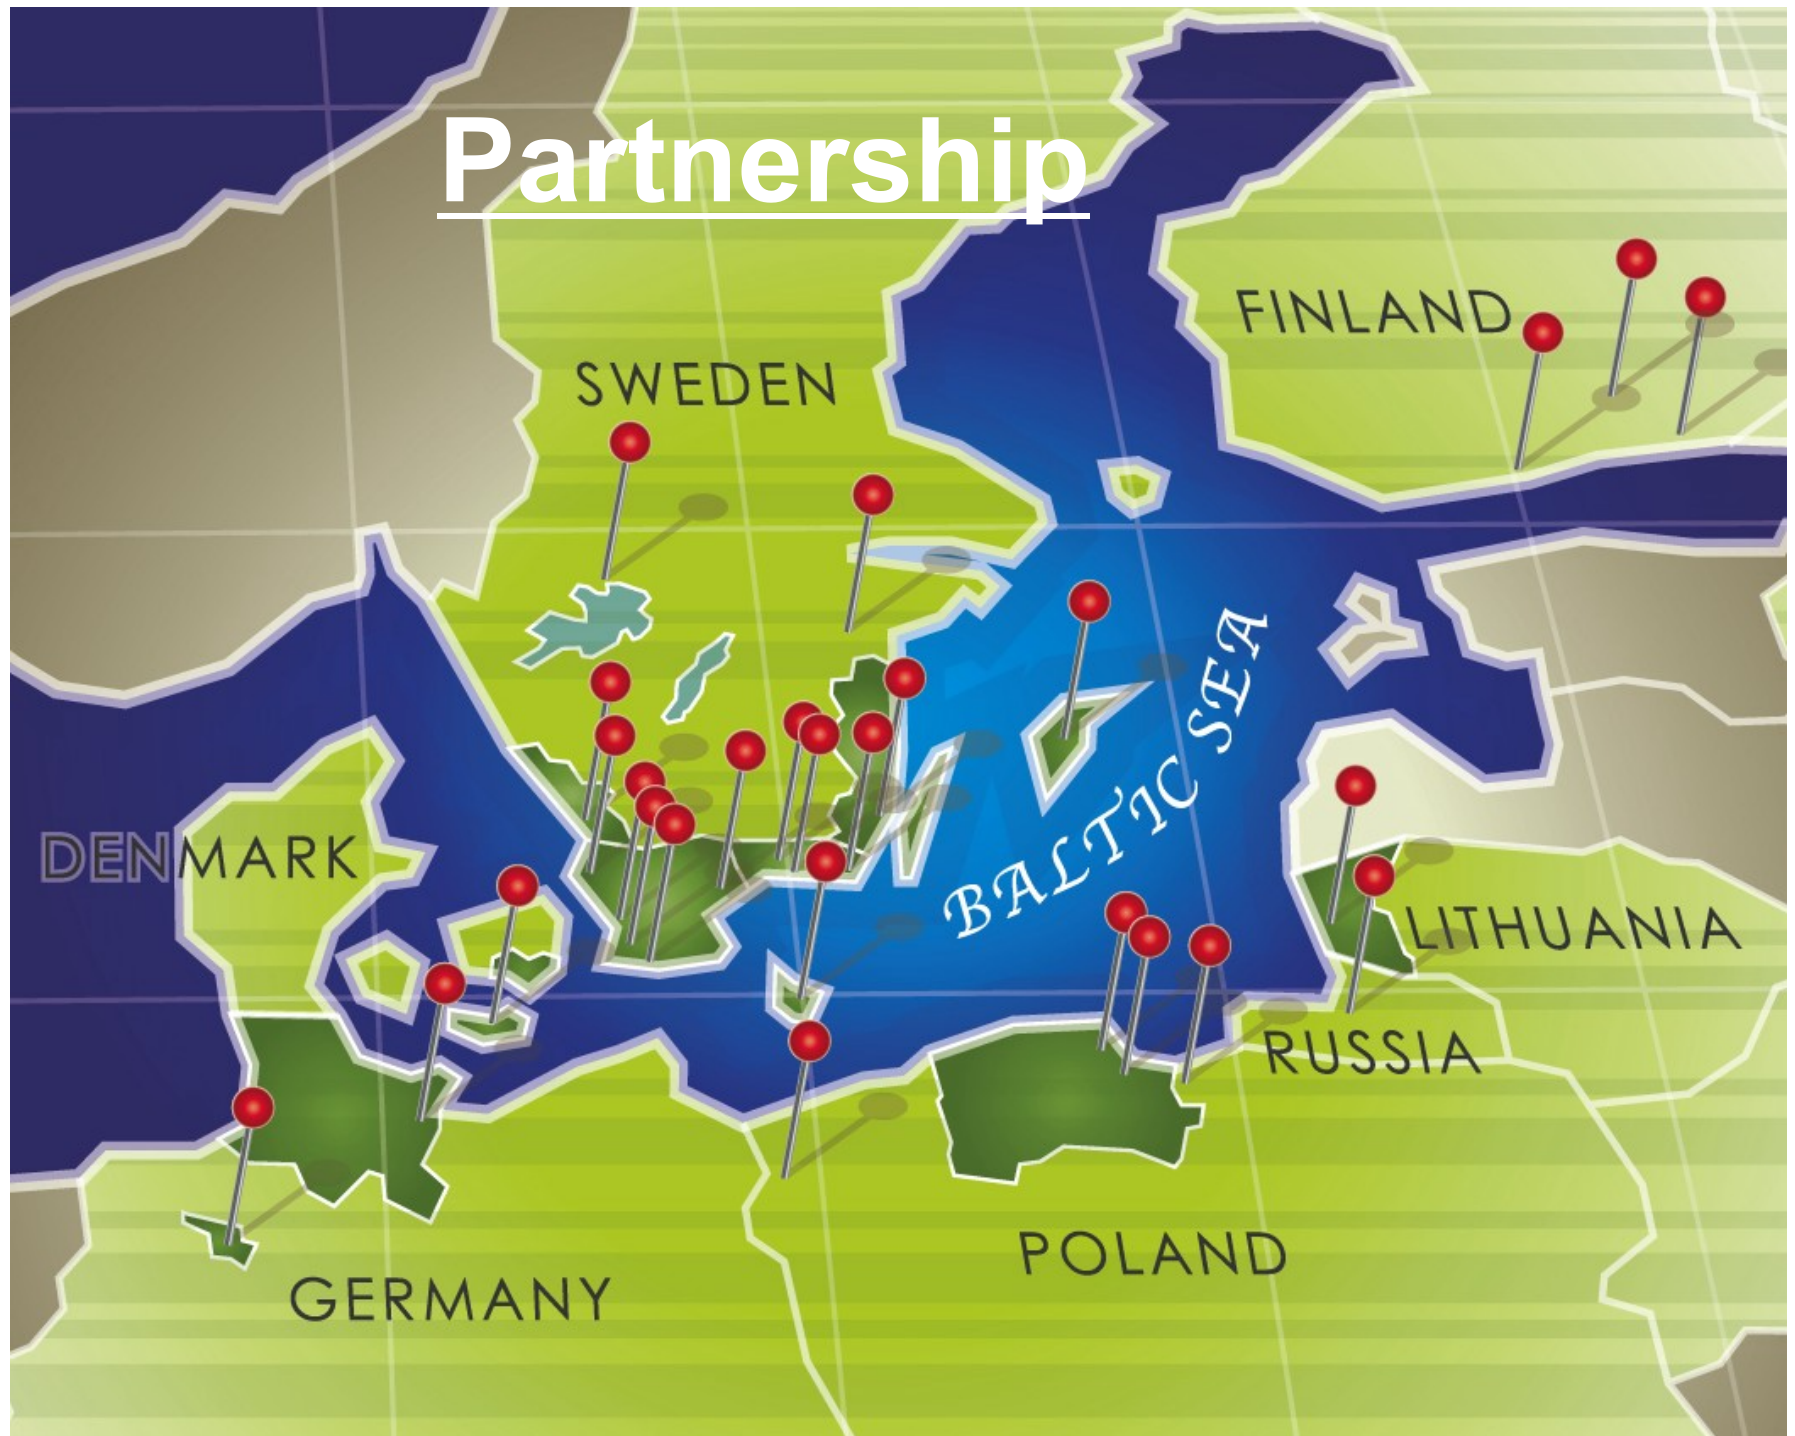 Partnership
FINLAND
SWEDEN
BALTIC SEA
DENMARK
LITHUANIA
RUSSIA
POLAND
GERMANY